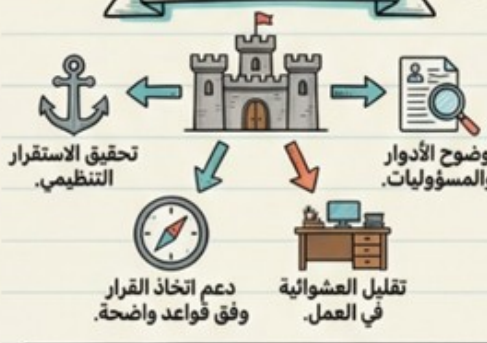 وضوح الأدوار
والمسؤوليات.
تحقيق الاستقرار
التنظيمي.
تقليل العشوائية
في العمل.
دعم اتخاذ القرار
وفق قواعد واضحة.